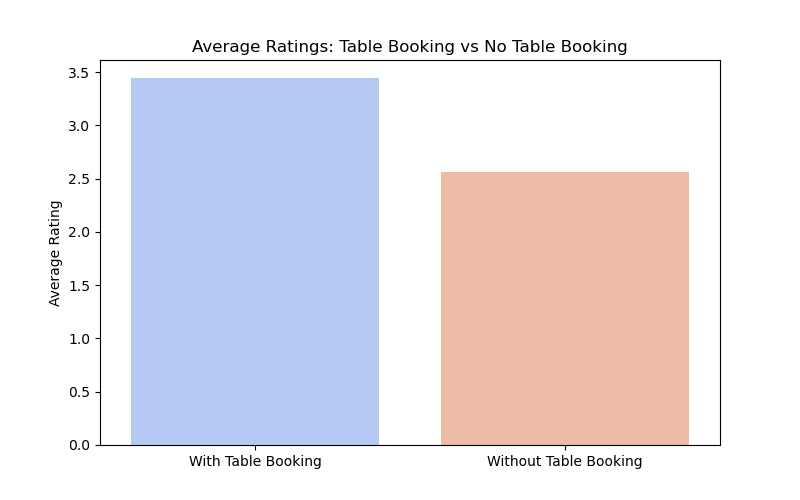 Average Ratings: Table Booking vs No Table Booking
3.5
3.0
2.5
2.0
1.5
1.0
0.5
0.0
Average Rating
With Table Booking
Without Table Booking